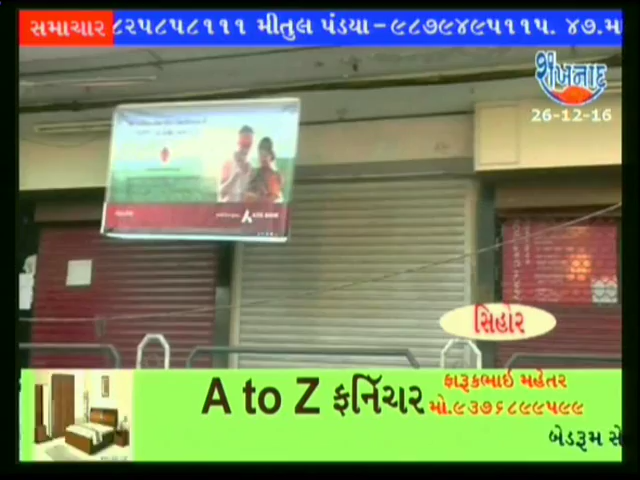 સમાચાર ૮૨૫૮૫૮૧૧૧ મીતુલ પંડયા-૯૮૭૯૪૯૫૧૧૫. ૪૭.મ
શંખનાદ
26-12-16
AXIS BANK
સિહોર
A to Z ફર્નિચર
ફારૂકભાઇ મહેતર
મો.૯૩૭૬૮૯૯૫૯૯
બેડરૂમ સે